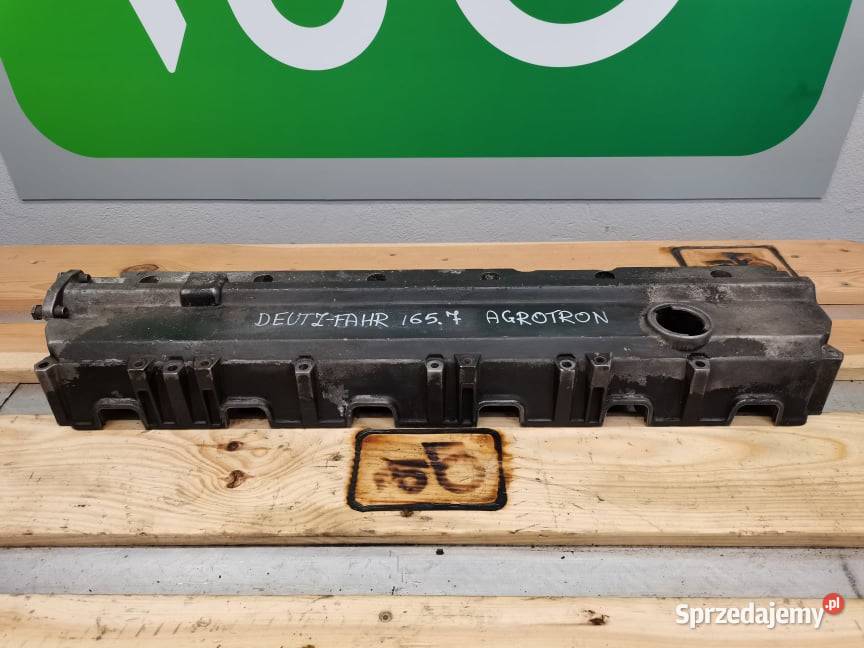 DEUTZ-FAHR 165.7 AGROTRON
Sprzedajemy.pl